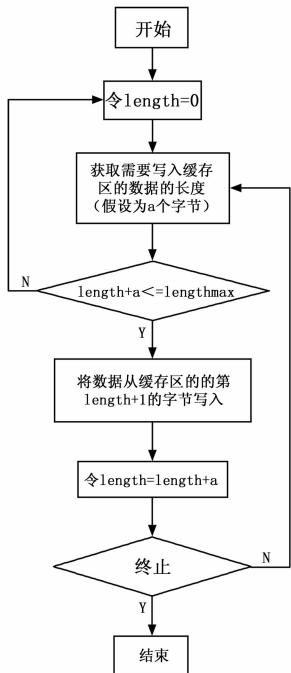 开始
令length=0
获取需要写入缓存
区的数据的长度
（假设为a个字节）
N
length+a<=lengthmax
Y
将数据从缓存区的的第
length+1的字节写入
令length=length+a
终止
N
Y
结束